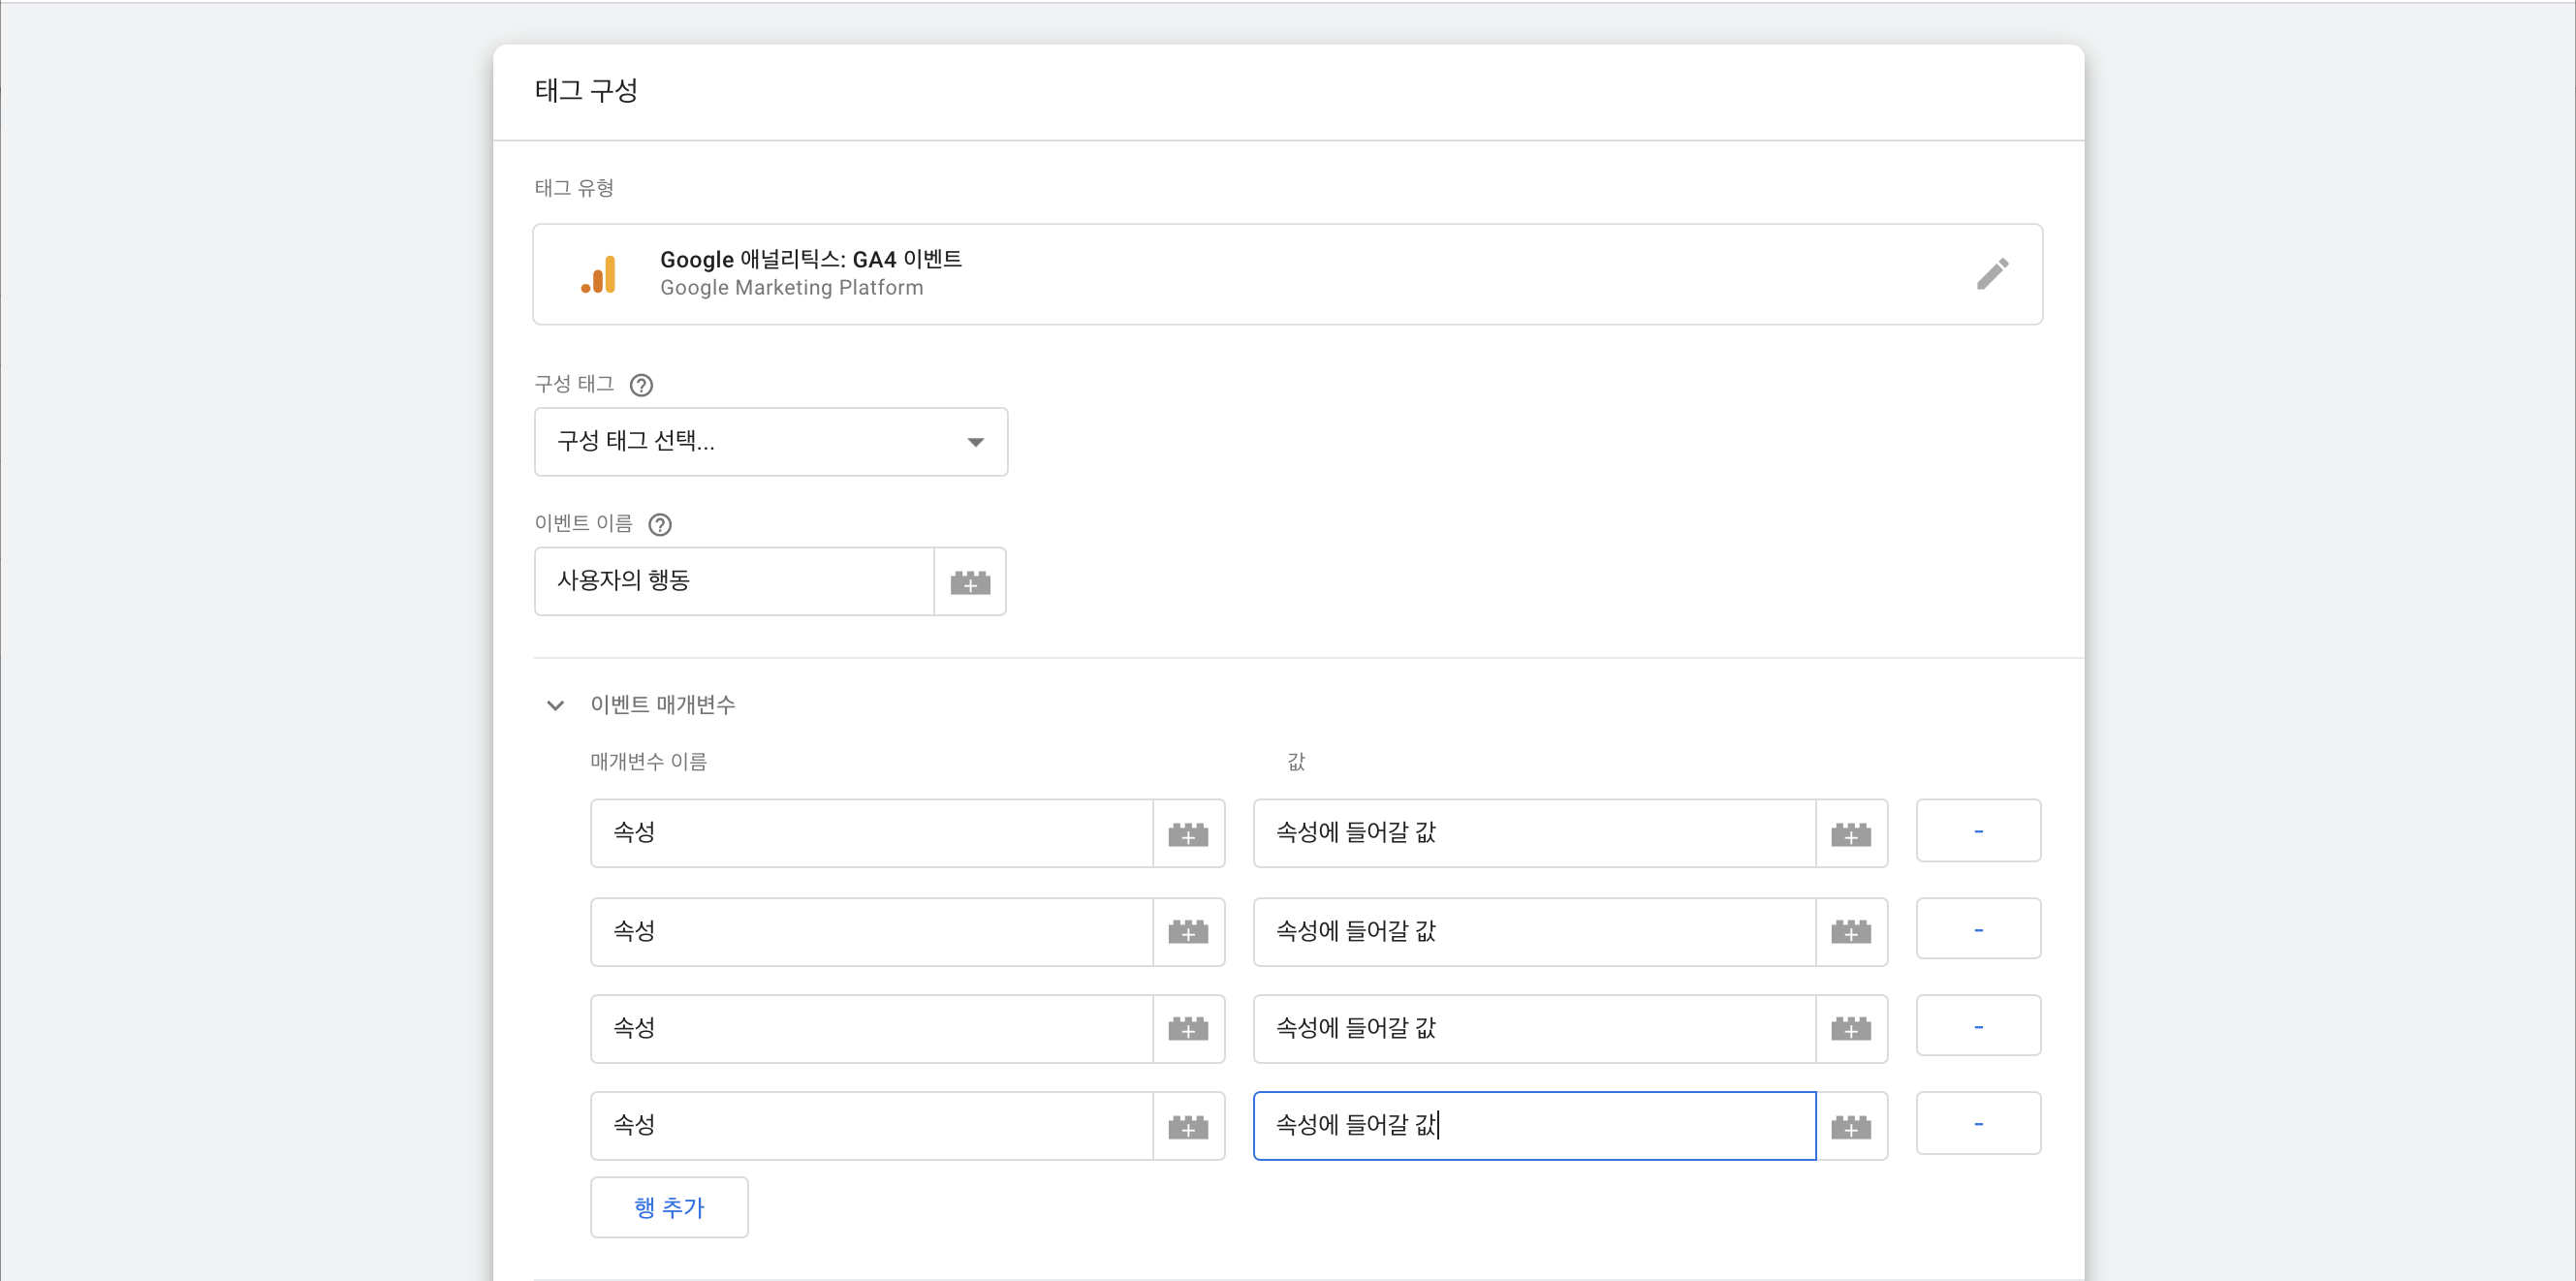 태그 구성
태그 유형
Google 애널리틱스: GA4 이벤트
Google Marketing Platform
구성 태그
구성 태그 선택...
이벤트 이름
사용자의 행동
이벤트 매개변수
매개변수 이름 값
속성 속성에 들어갈 값 -
속성 속성에 들어갈 값 -
속성 속성에 들어갈 값 -
속성 속성에 들어갈 값 -
행 추가